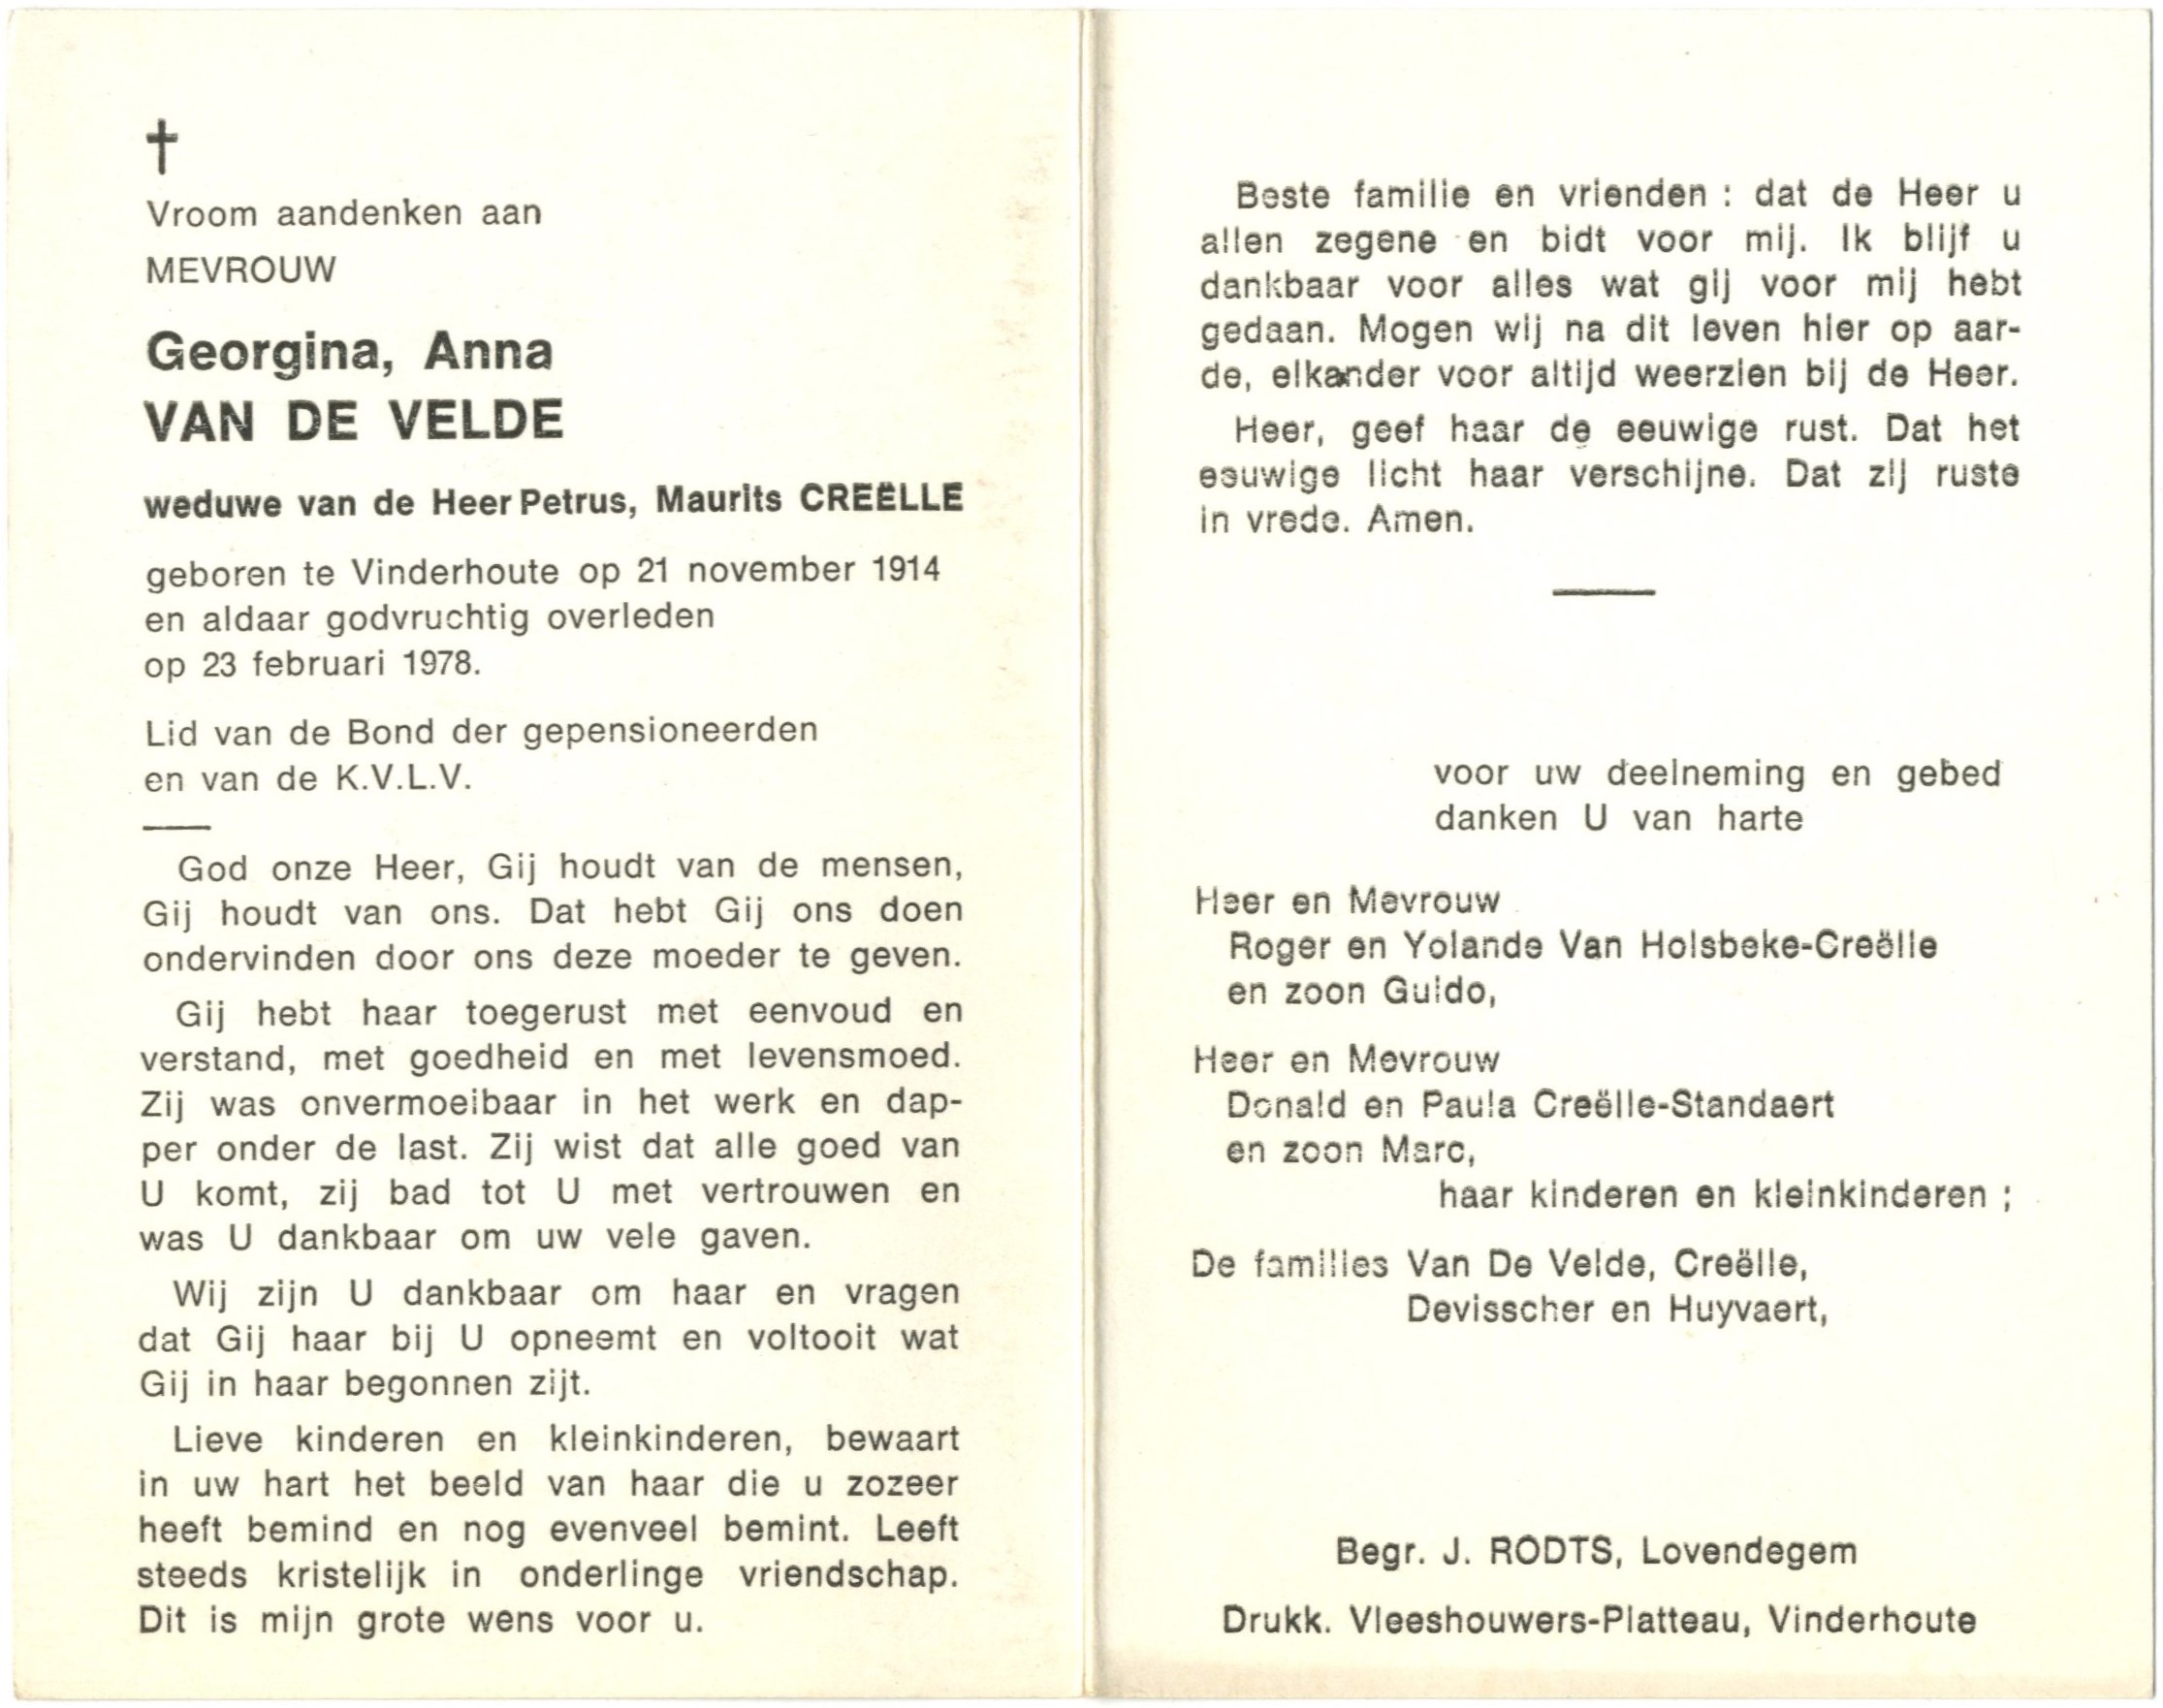 †
Vroom aandenken aan
MEVROUW
Georgina, Anna
VAN DE VELDE
weduwe van de Heer Petrus, Maurits CREËLLE
geboren te Vinderhoute op 21 november 1914
en aldaar godvruchtig overleden
op 23 februari 1978.
Lid van de Bond der gepensioneerden
en van de K.V.L.V.
God onze Heer, Gij houdt van de mensen,
Gij houdt van ons. Dat hebt Gij ons doen
ondervinden door ons deze moeder te geven.
Gij hebt haar toegerust met eenvoud en
verstand, met goedheid en met levensmoed.
Zij was onvermoeibaar in het werk en dap-
per onder de last. Zij wist dat alle goed van
U komt, zij bad tot U met vertrouwen en
was U dankbaar om uw vele gaven.
Wij zijn U dankbaar om haar en vragen
dat Gij haar bij U opneemt en voltooit wat
Gij in haar begonnen zijt.
Lieve kinderen en kleinkinderen, bewaart
in uw hart het beeld van haar die u zozeer
heeft bemind en nog evenveel bemint. Leeft
steeds kristelijk in onderlinge vriendschap.
Dit is mijn grote wens voor u.
Beste familie en vrienden : dat de Heer u
allen zegene en bidt voor mij. Ik blijf u
dankbaar voor alles wat gij voor mij hebt
gedaan. Mogen wij na dit leven hier op aar-
de, elkander voor altijd weerzien bij de Heer.
Heer, geef haar de eeuwige rust. Dat het
eeuwige licht haar verschijne. Dat zij ruste
in vrede. Amen.
voor uw deelneming en gebed
danken U van harte
Heer en Mevrouw
Roger en Yolande Van Holsbeke-Creëlle
en zoon Guido,
Heer en Mevrouw
Donald en Paula Creëlle-Standaert
en zoon Marc,
haar kinderen en kleinkinderen ;
De families Van De Velde, Creëlle,
Devisscher en Huyvaert,
Begr. J. RODTS, Lovendegem
Drukk. Vleeshouwers-Platteau, Vinderhoute